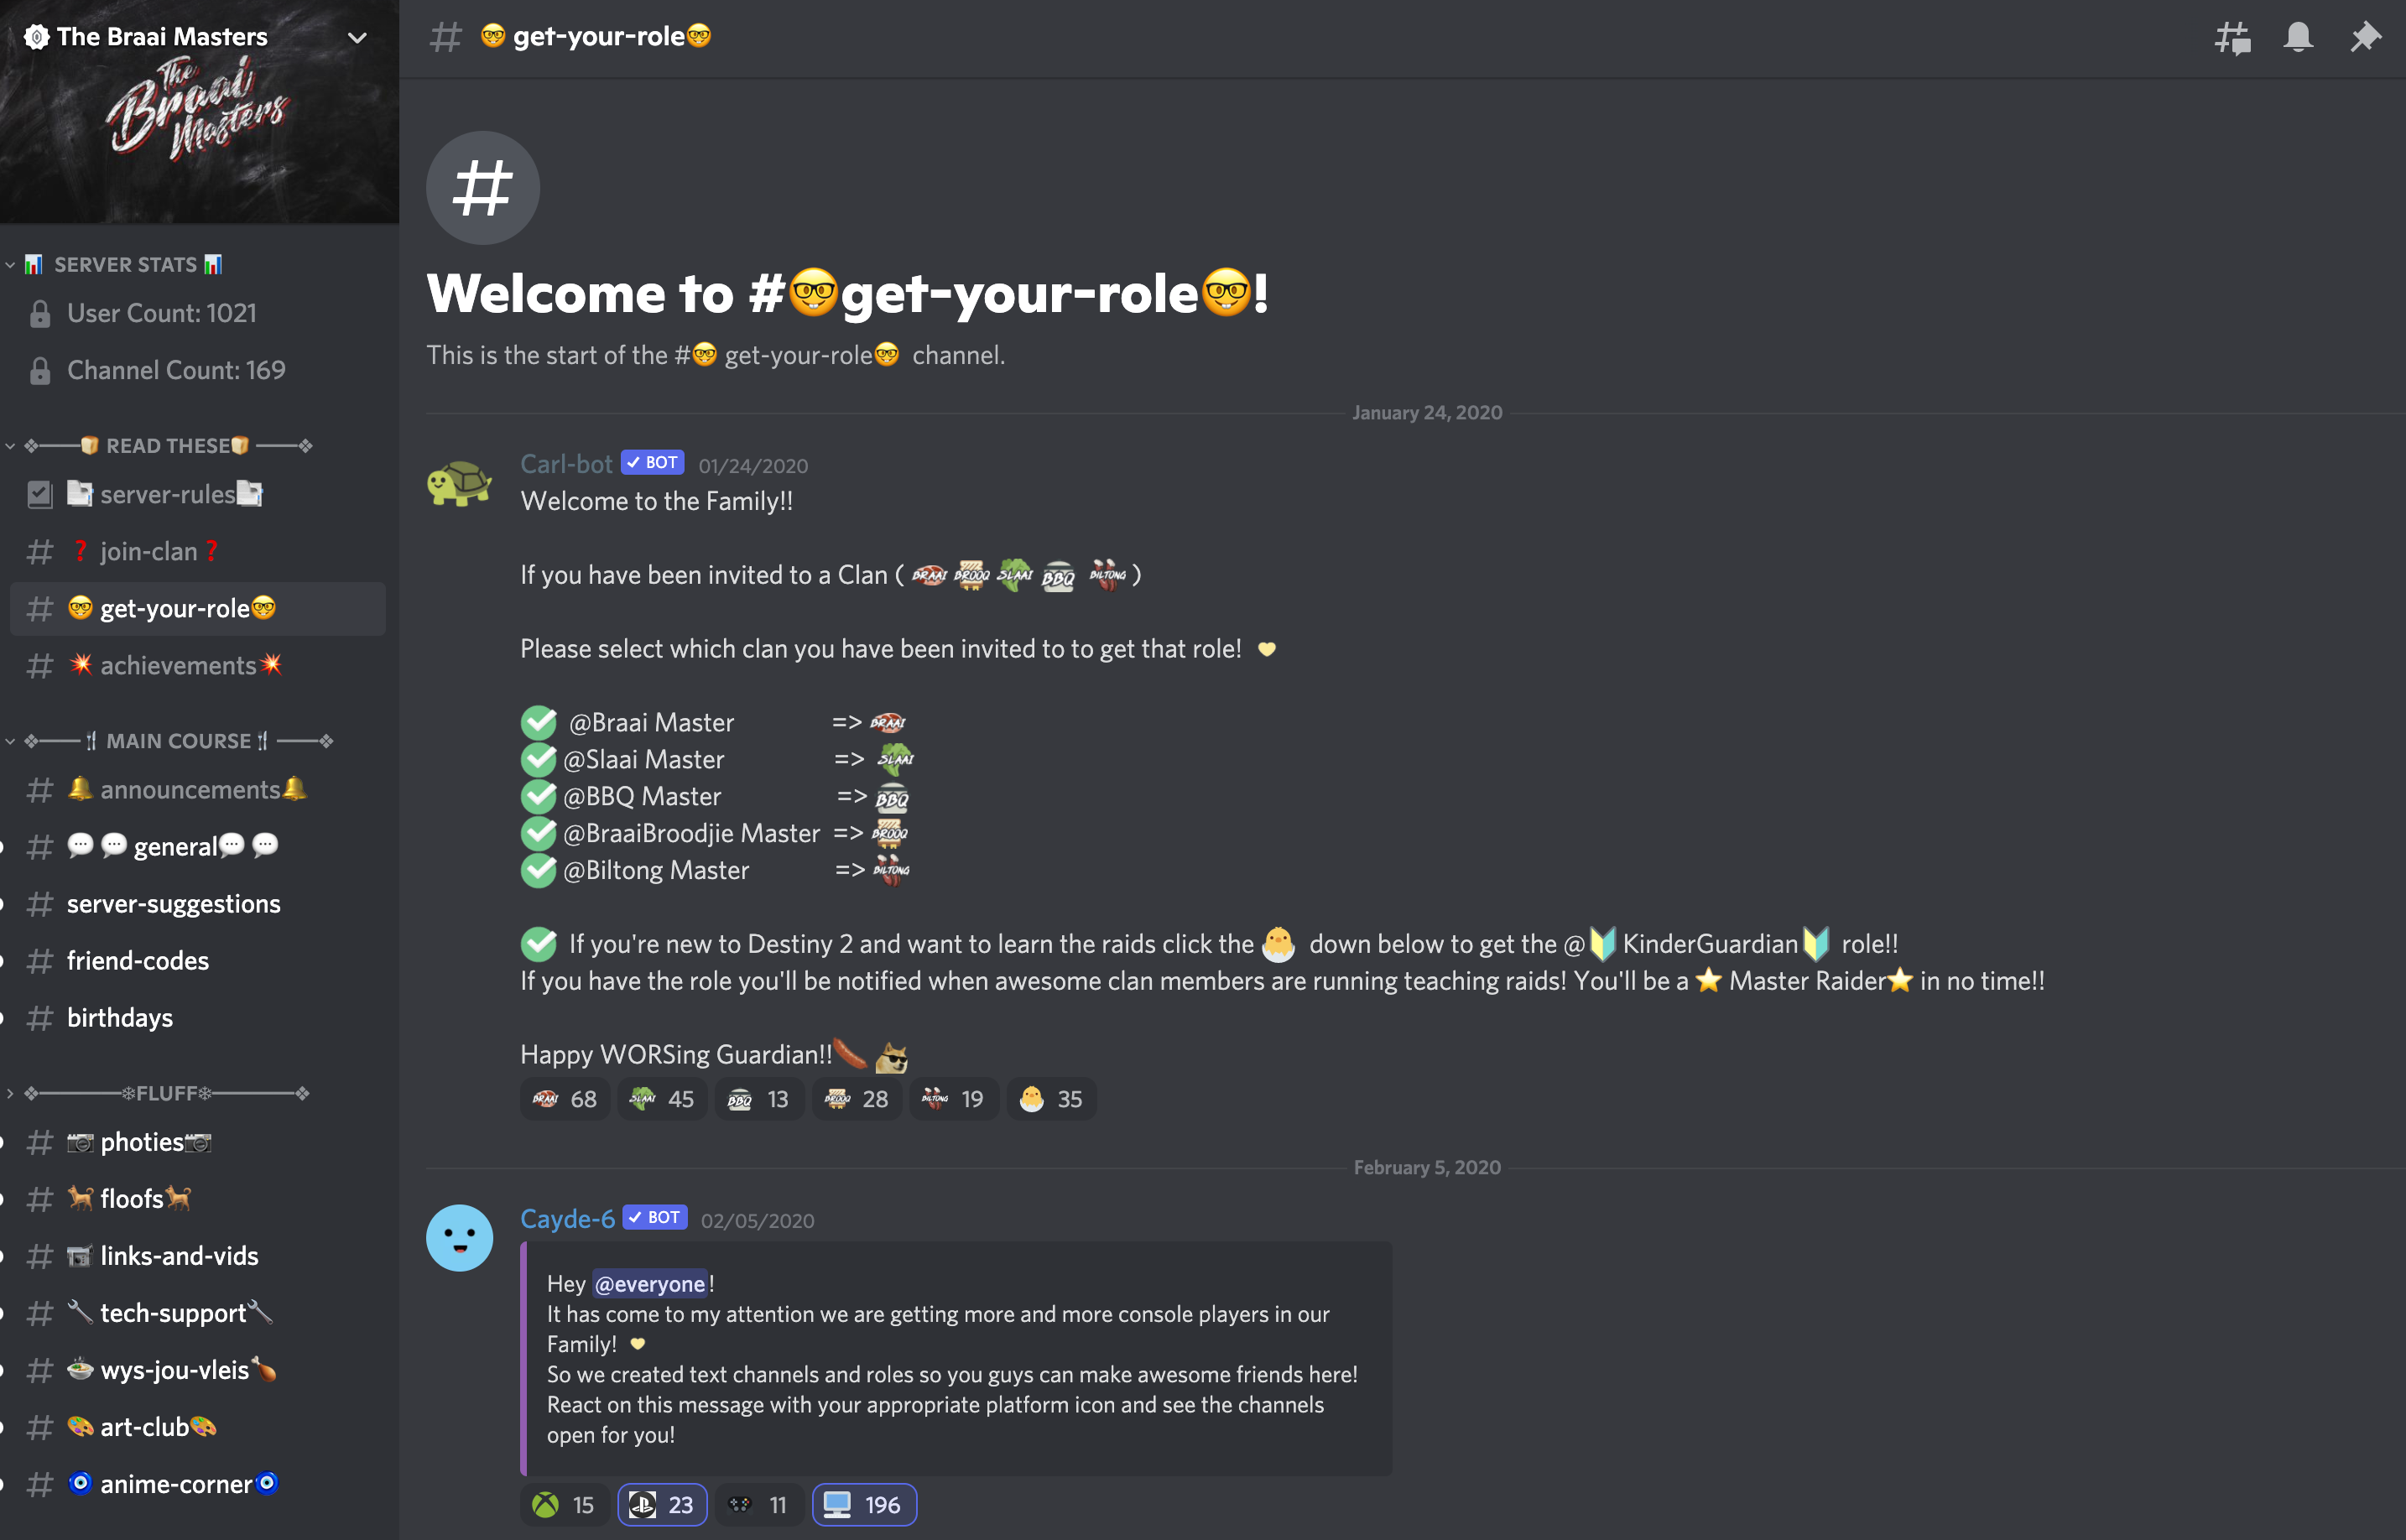 The Braai Masters
The
Braai
Masters
📊 SERVER STATS 📊
User Count: 1021
Channel Count: 169
❖───🍞 READ THESE🍞 ───❖
server-rules
❓ join-clan ❓
🤓 get-your-role🤓
💥 achievements💥
❖───🍴 MAIN COURSE🍴 ───❖
🔔 announcements🔔
💬 💬 general💬 💬
server-suggestions
friend-codes
birthdays
❖──────❄FLUFF❄──────❖
📷 photies📷
🐕 floofs🐕
📹 links-and-vids
🔧 tech-support🔧
🍲 wys-jou-vleis🍗
🎨 art-club🎨
🧿 anime-corner🧿
# 🤓 get-your-role🤓
#
Welcome to #🤓get-your-role🤓!
This is the start of the #🤓 get-your-role🤓 channel.
January 24, 2020
Carl-bot ✓ BOT 01/24/2020
Welcome to the Family!!
If you have been invited to a Clan ( BRAAI BROOD SLAAI BBQ BILTONG )
Please select which clan you have been invited to to get that role! 💛
✅ @Braai Master => BRAAI
✅ @Slaai Master => SLAAI
✅ @BBQ Master => BBQ
✅ @BraaiBroodjie Master => BROOD
✅ @Biltong Master => BILTONG
✅ If you're new to Destiny 2 and want to learn the raids click the 🐣 down below to get the @🔰 KinderGuardian🔰 role!!
If you have the role you'll be notified when awesome clan members are running teaching raids! You'll be a ⭐ Master Raider⭐ in no time!!
Happy WORSing Guardian!!
BRAAI 68 SLAAI 45 BBQ 13 BROOD 28 BILTONG 19 🐣 35
February 5, 2020
Cayde-6 ✓ BOT 02/05/2020
Hey @everyone!
It has come to my attention we are getting more and more console players in our
Family! 💛
So we created text channels and roles so you guys can make awesome friends here!
React on this message with your appropriate platform icon and see the channels
open for you!
15 23 11 196